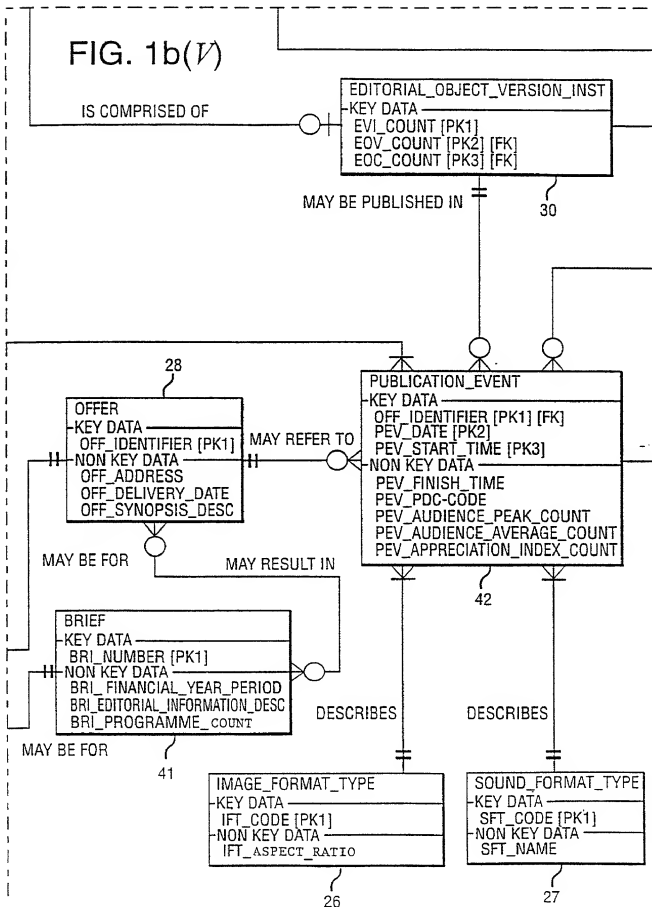 FIG. 1b(V)
EDITORIAL_OBJECT_VERSION_INST
KEY DATA
EVI_COUNT [PK1]
EOV_COUNT [PK2] [FK]
EOC_COUNT [PK3] [FK]
IS COMPRISED OF
30
MAY BE PUBLISHED IN
28
OFFER
KEY DATA
OFF_IDENTIFIER [PK1]
NON KEY DATA
OFF_ADDRESS
OFF_DELIVERY_DATE
OFF_SYNOPSIS_DESC
MAY REFER TO
PUBLICATION_EVENT
KEY DATA
OFF_IDENTIFIER [PK1] [FK]
PEV_DATE [PK2]
PEV_START_TIME [PK3]
NON KEY DATA
PEV_FINISH_TIME
PEV_PDC-CODE
PEV_AUDIENCE_PEAK_COUNT
PEV_AUDIENCE_AVERAGE_COUNT
PEV_APPRECIATION_INDEX_COUNT
42
MAY BE FOR
MAY RESULT IN
BRIEF
KEY DATA
BRI_NUMBER [PK1]
NON KEY DATA
BRI_FINANCIAL_YEAR_PERIOD
BRI_EDITORIAL_INFORMATION_DESC
BRI_PROGRAMME_COUNT
MAY BE FOR
41
DESCRIBES
DESCRIBES
IMAGE_FORMAT_TYPE
KEY DATA
IFT_CODE [PK1]
NON KEY DATA
IFT_ASPECT_RATIO
26
SOUND_FORMAT_TYPE
KEY DATA
SFT_CODE [PK1]
NON KEY DATA
SFT_NAME
27